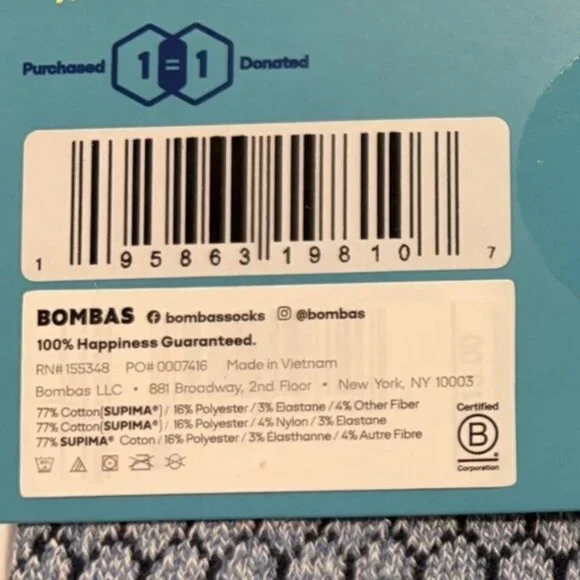 Purchased 1=1 Donated
1 95863 19810 7
BOMBAS bombassocks @bombas
100% Happiness Guaranteed.
RN# 155348 PO# 0007416 Made in Vietnam
Bombas LLC • 881 Broadway, 2nd Floor • New York, NY 10003
77% Cotton(SUPIMA®) / 16% Polyester / 3% Elastane / 4% Other Fiber
77% Cotton(SUPIMA®) / 16% Polyester / 4% Nylon / 3% Elastane
77% SUPIMA® Coton / 16% Polyester / 3% Elasthanne / 4% Autre Fibre
Certified
B
Corporation